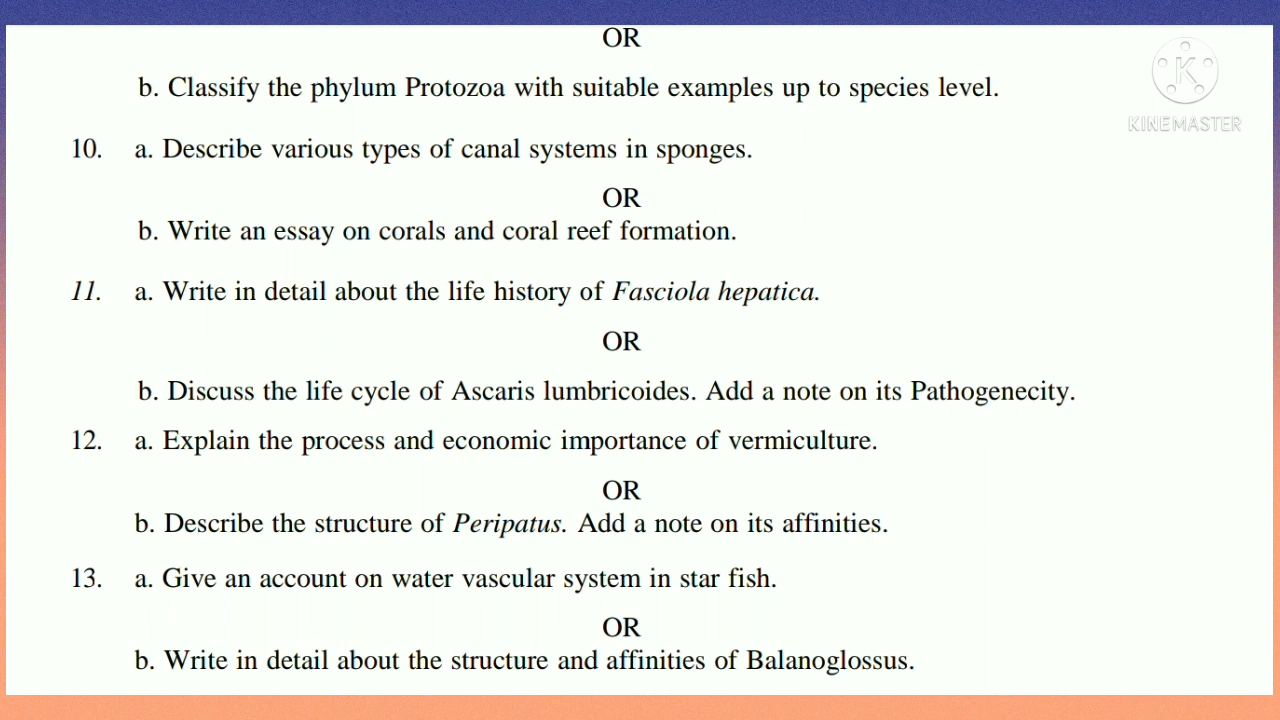 OR
b. Classify the phylum Protozoa with suitable examples up to species level.
10. a. Describe various types of canal systems in sponges.
OR
b. Write an essay on corals and coral reef formation.
11. a. Write in detail about the life history of Fasciola hepatica.
OR
b. Discuss the life cycle of Ascaris lumbricoides. Add a note on its Pathogenecity.
12. a. Explain the process and economic importance of vermiculture.
OR
b. Describe the structure of Peripatus. Add a note on its affinities.
13. a. Give an account on water vascular system in star fish.
OR
b. Write in detail about the structure and affinities of Balanoglossus.
K
KINEMASTER